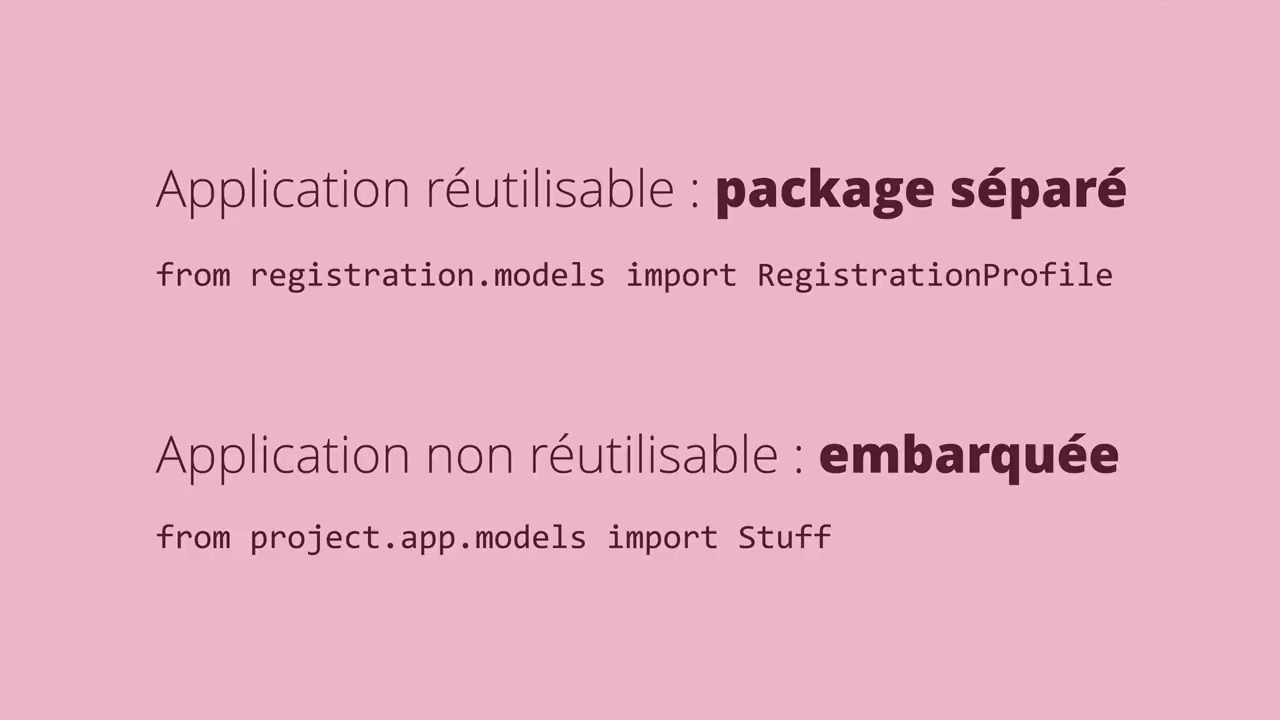 Application réutilisable : package séparé
from registration.models import RegistrationProfile
Application non réutilisable : embarquée
from project.app.models import Stuff